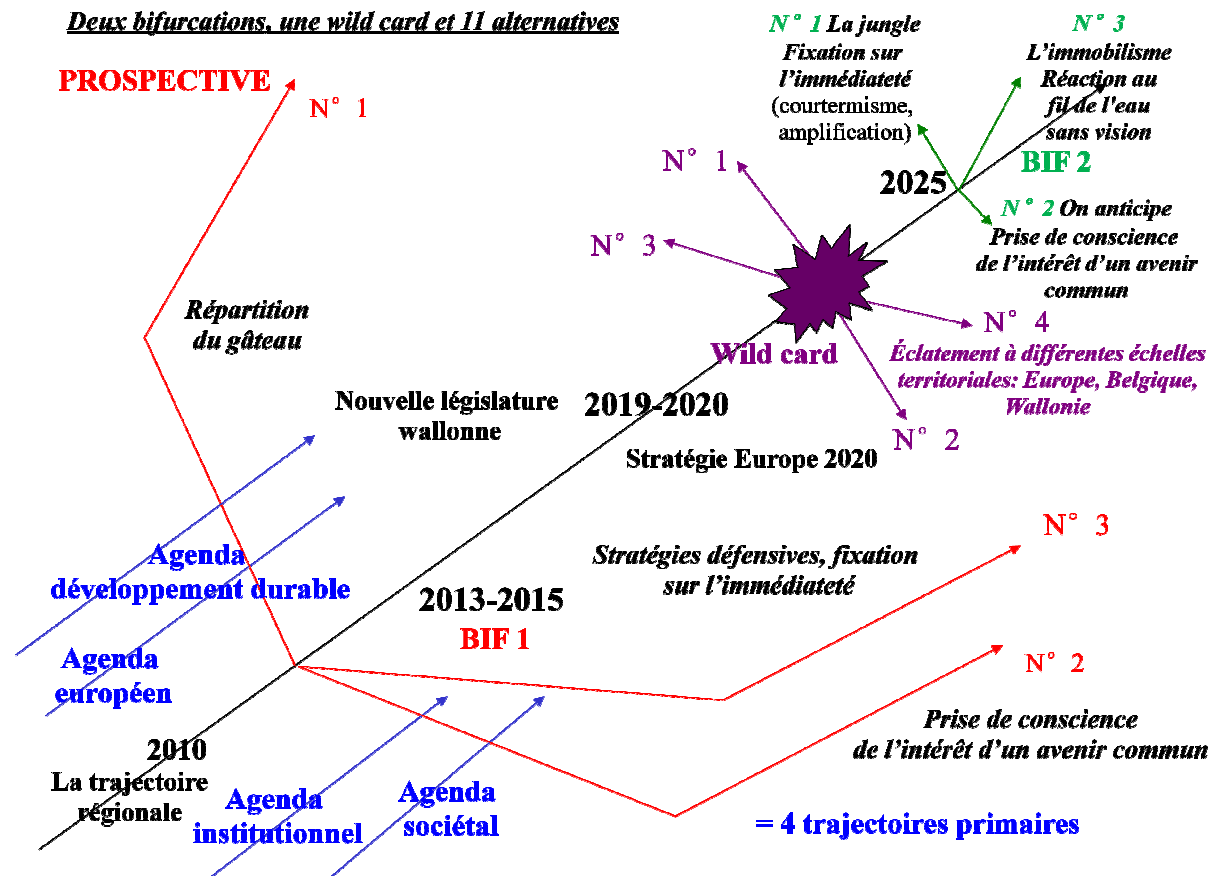 Deux bifurcations, une wild card et 11 alternatives
PROSPECTIVE
N° 1
N° 1 La jungle
Fixation sur
l'immédiateté
(courtermisme,
amplification)
N° 3
L'immobilisme
Réaction au
fil de l'eau
sans vision
BIF 2
2025
N° 2 On anticipe
Prise de conscience
de l'intérêt d'un avenir
commun
N° 1
N° 3
Wild card
N° 4
Éclatement à différentes échelles
territoriales: Europe, Belgique,
Wallonie
N° 2
Répartition
du gâteau
Nouvelle législature
wallonne
2019-2020
Stratégie Europe 2020
Agenda
développement durable
Agenda
européen
2013-2015
BIF 1
Stratégies défensives, fixation
sur l'immédiateté
N° 3
N° 2
Prise de conscience
de l'intérêt d'un avenir commun
2010
La trajectoire
régionale
Agenda
institutionnel
Agenda
sociétal
= 4 trajectoires primaires